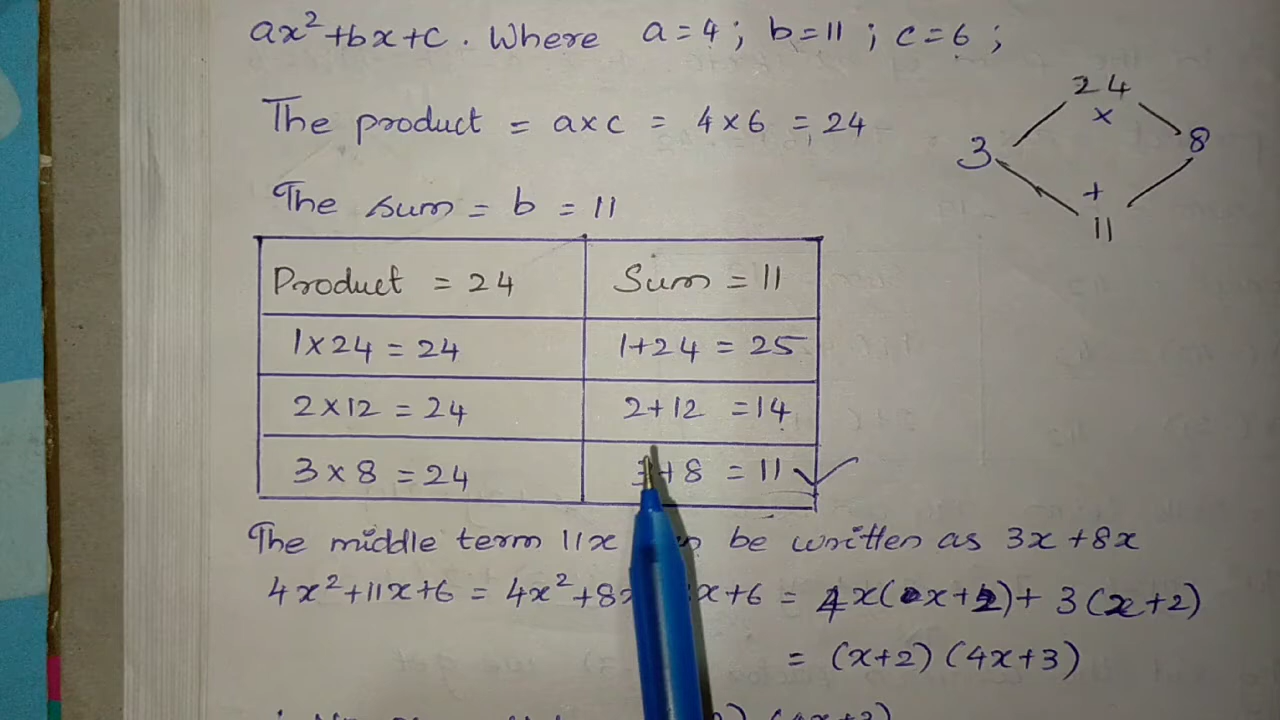 ax²+bx+c. Where a=4; b=11; c=6;
24
×
The product = a×c = 4×6 = 24
3 8
+
The sum = b = 11
11
Product = 24 Sum = 11
1×24 = 24 1+24 = 25
2×12 = 24 2+12 = 14
3×8 = 24 +8 = 11 ✓
The middle term 11x be written as 3x+8x
4x²+11x+6 = 4x²+8x x+6 = 4x(x+2)+3(x+2)
= (x+2)(4x+3)